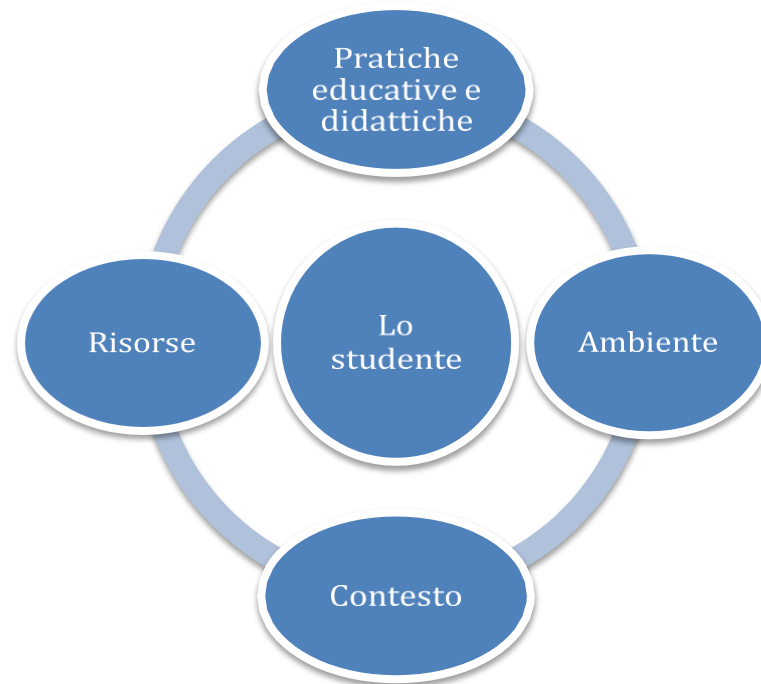 Pratiche
educative e
didattiche
Risorse
Lo
studente
Ambiente
Contesto